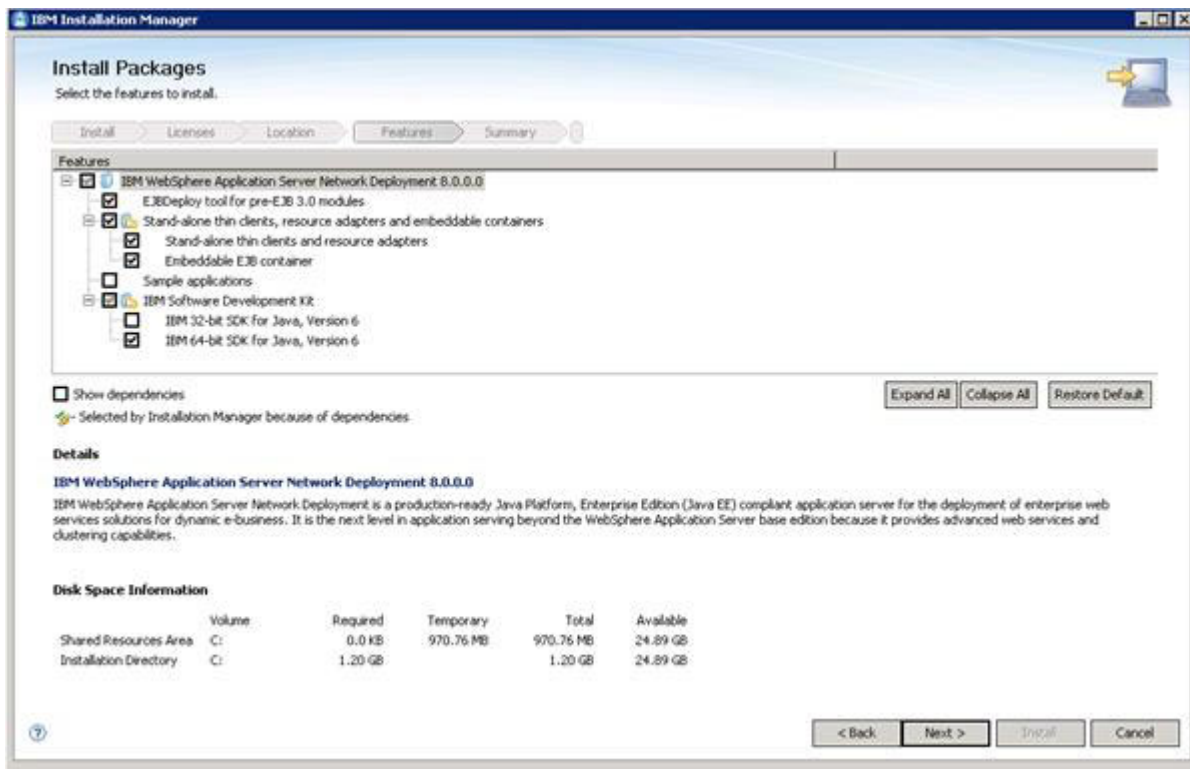 IBM Installation Manager
Install Packages
Select the features to install.
Install Licenses Location Features Summary
Features
IBM WebSphere Application Server Network Deployment 8.0.0.0
EJBDeploy tool for pre-EJB 3.0 modules
Stand-alone thin clients, resource adapters and embeddable containers
Stand-alone thin clients and resource adapters
Embeddable EJB container
Sample applications
IBM Software Development Kit
IBM 32-bit SDK for Java, Version 6
IBM 64-bit SDK for Java, Version 6
Show dependencies Expand All Collapse All Restore Default
- Selected by Installation Manager because of dependencies
Details
IBM WebSphere Application Server Network Deployment 8.0.0.0
IBM WebSphere Application Server Network Deployment is a production-ready Java Platform, Enterprise Edition (Java EE) compliant application server for the deployment of enterprise web
services solutions for dynamic e-business. It is the next level in application serving beyond the WebSphere Application Server base edition because it provides advanced web services and
clustering capabilities.
Disk Space Information
Volume Required Temporary Total Available
Shared Resources Area C: 0.0 KB 970.76 MB 970.76 MB 24.89 GB
Installation Directory C: 1.20 GB 1.20 GB 24.89 GB
? < Back Next > Install Cancel